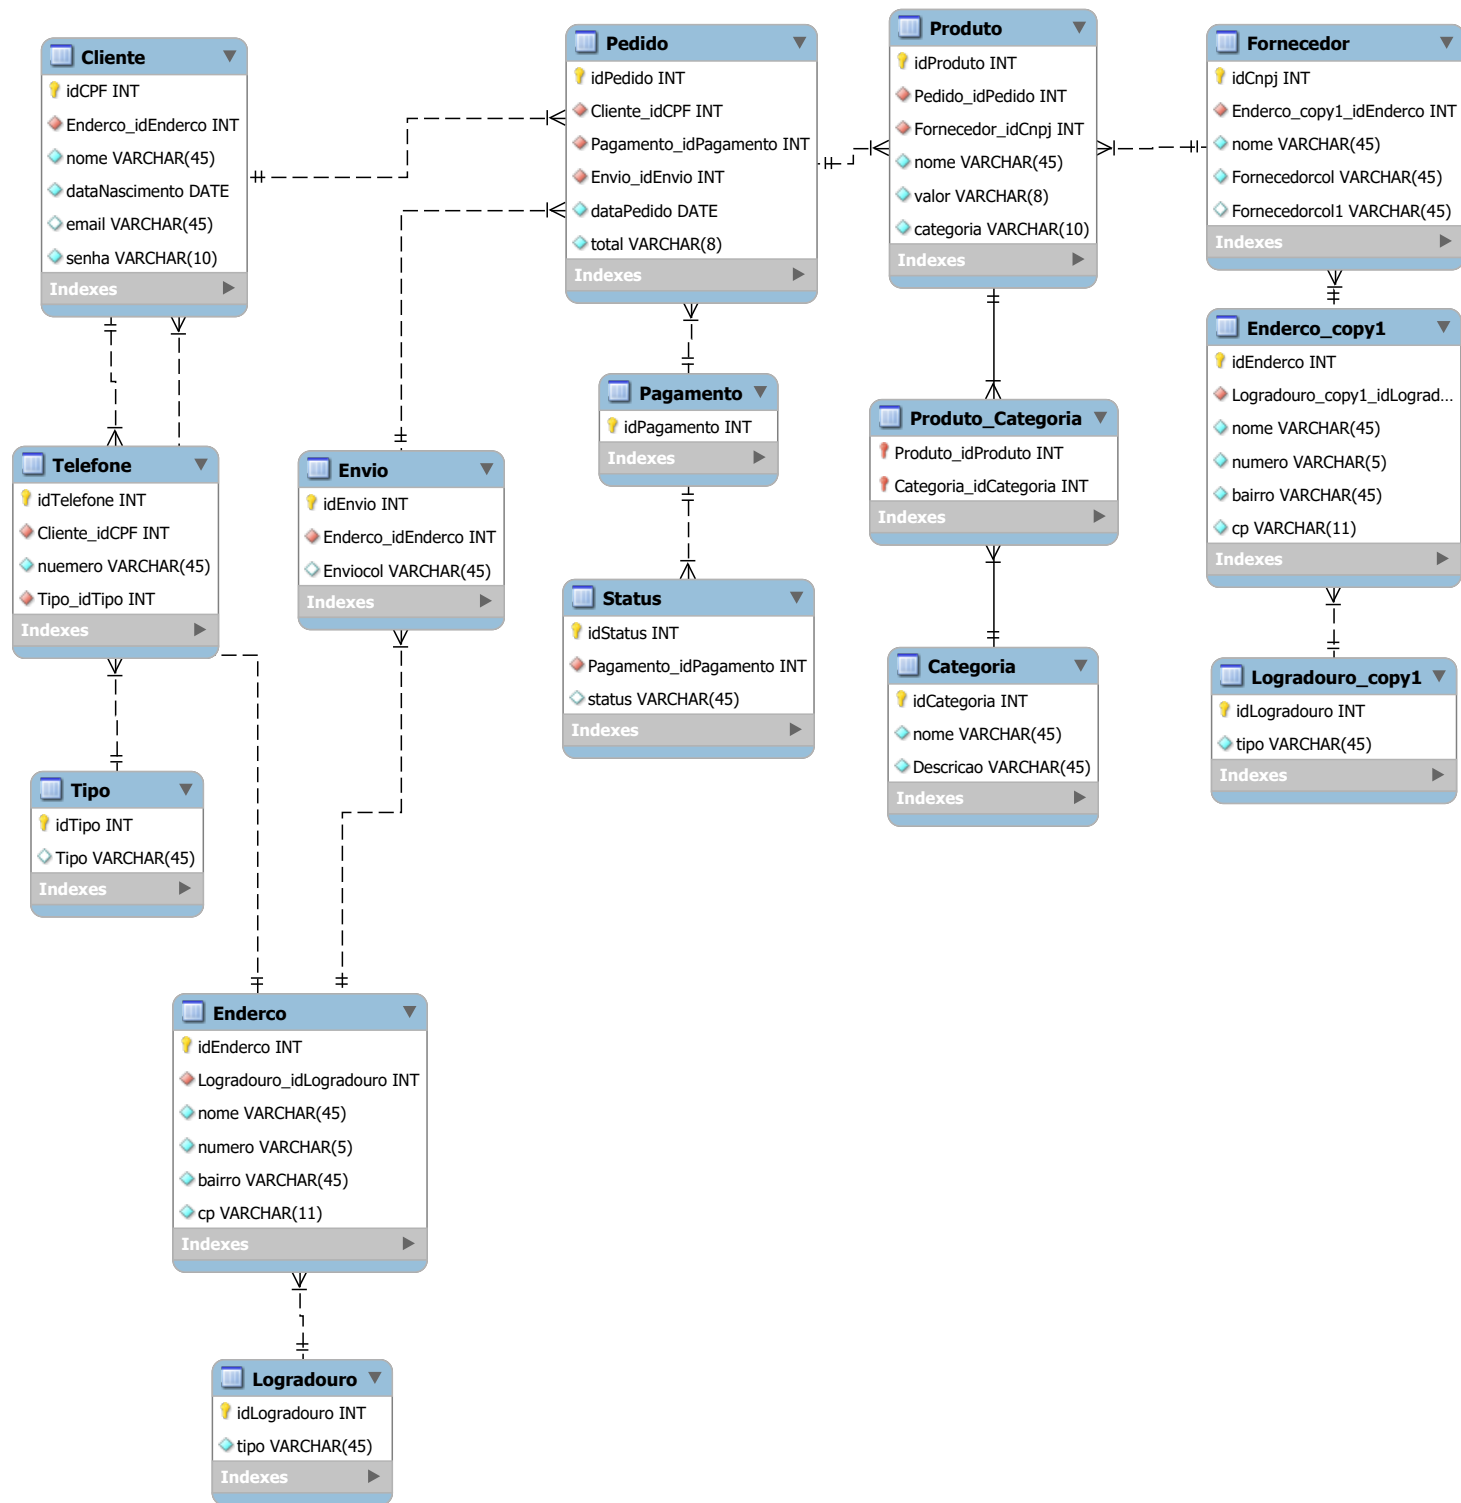 Cliente
idCPF INT
Enderco_idEnderco INT
nome VARCHAR(45)
dataNascimento DATE
email VARCHAR(45)
senha VARCHAR(10)
Indexes
Pedido
idPedido INT
Cliente_idCPF INT
Pagamento_idPagamento INT
Envio_idEnvio INT
dataPedido DATE
total VARCHAR(8)
Indexes
Produto
idProduto INT
Pedido_idPedido INT
Fornecedor_idCnpj INT
nome VARCHAR(45)
valor VARCHAR(8)
categoria VARCHAR(10)
Indexes
Fornecedor
idCnpj INT
Enderco_copy1_idEnderco INT
nome VARCHAR(45)
Fornecedorcol VARCHAR(45)
Fornecedorcol1 VARCHAR(45)
Indexes
Enderco_copy1
idEnderco INT
Logradouro_copy1_idLograd...
nome VARCHAR(45)
numero VARCHAR(5)
bairro VARCHAR(45)
cp VARCHAR(11)
Indexes
Pagamento
idPagamento INT
Indexes
Produto_Categoria
Produto_idProduto INT
Categoria_idCategoria INT
Indexes
Telefone
idTelefone INT
Cliente_idCPF INT
nuemero VARCHAR(45)
Tipo_idTipo INT
Indexes
Envio
idEnvio INT
Enderco_idEnderco INT
Enviocol VARCHAR(45)
Indexes
Status
idStatus INT
Pagamento_idPagamento INT
status VARCHAR(45)
Indexes
Categoria
idCategoria INT
nome VARCHAR(45)
Descricao VARCHAR(45)
Indexes
Logradouro_copy1
idLogradouro INT
tipo VARCHAR(45)
Indexes
Tipo
idTipo INT
Tipo VARCHAR(45)
Indexes
Enderco
idEnderco INT
Logradouro_idLogradouro INT
nome VARCHAR(45)
numero VARCHAR(5)
bairro VARCHAR(45)
cp VARCHAR(11)
Indexes
Logradouro
idLogradouro INT
tipo VARCHAR(45)
Indexes